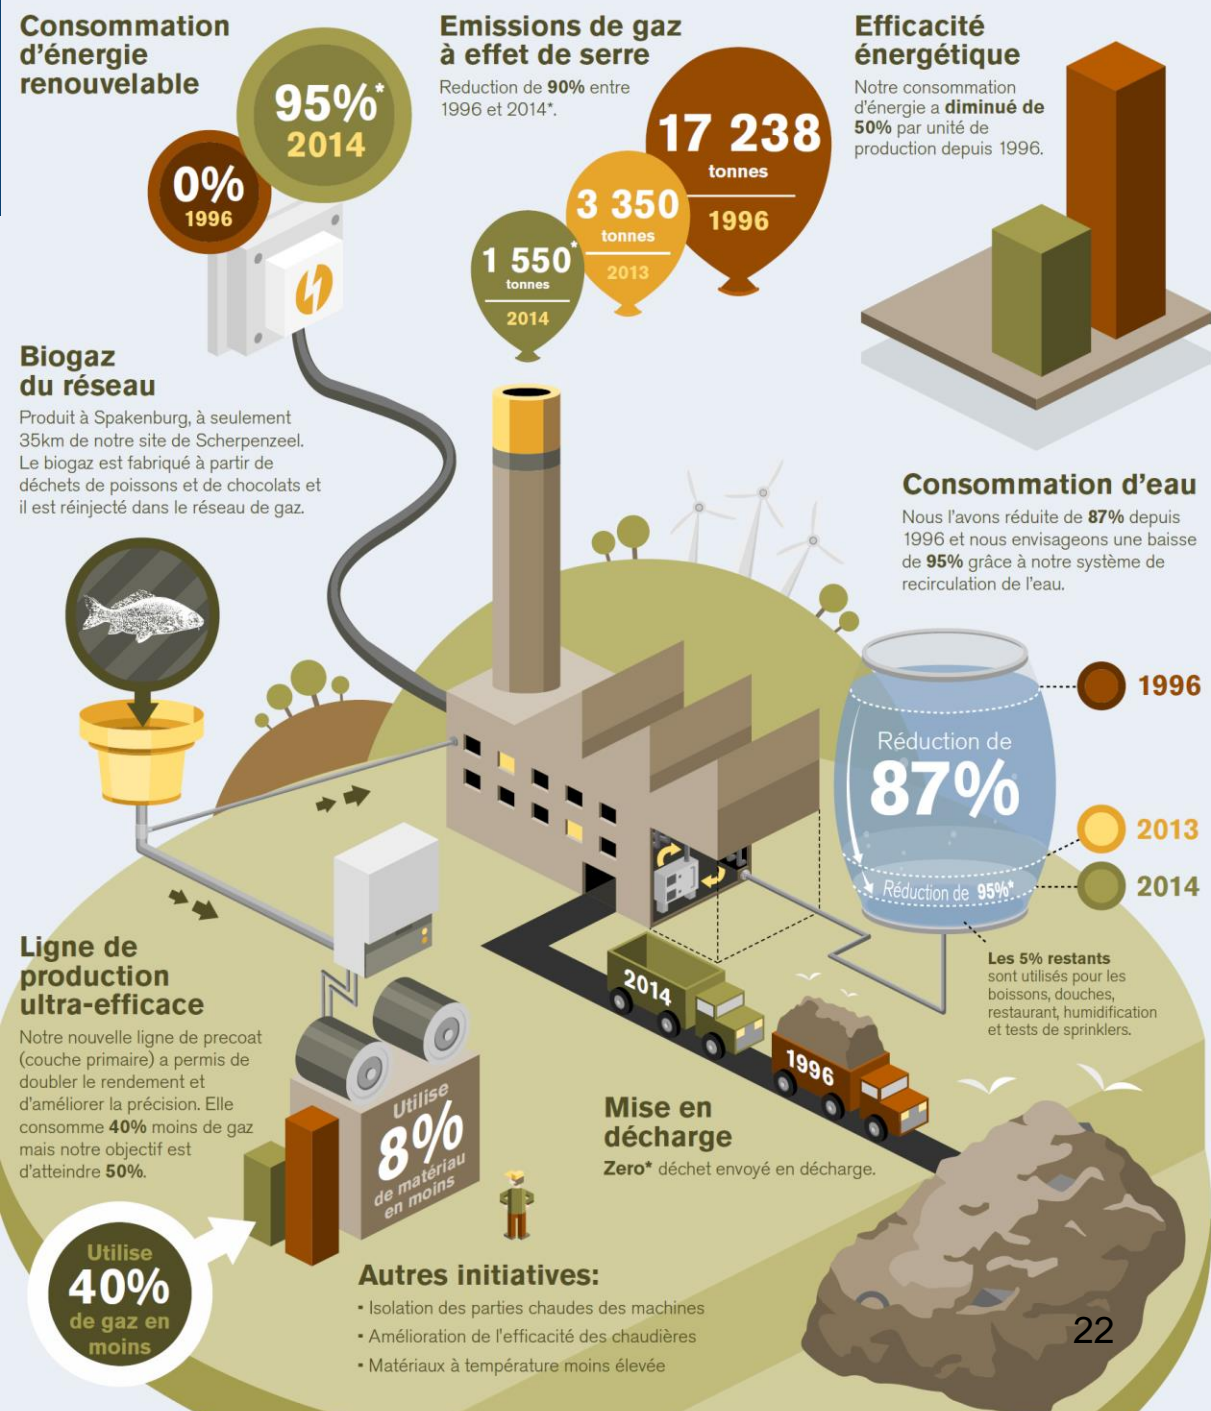 Consommation
d'énergie
renouvelable
95%*
2014
0%
1996
Emissions de gaz
à effet de serre
Reduction de 90% entre
1996 et 2014*.
17 238
tonnes
1996
3 350
tonnes
2013
1 550*
tonnes
2014
Efficacité
énergétique
Notre consommation
d'énergie a diminué de
50% par unité de
production depuis 1996.
Biogaz
du réseau
Produit à Spakenburg, à seulement
35km de notre site de Scherpenzeel.
Le biogaz est fabriqué à partir de
déchets de poissons et de chocolats et
il est réinjecté dans le réseau de gaz.
Consommation d'eau
Nous l'avons réduite de 87% depuis
1996 et nous envisageons une baisse
de 95% grâce à notre système de
recirculation de l'eau.
1996
Réduction de
87%
2013
Réduction de 95%*
2014
Les 5% restants
sont utilisés pour les
boissons, douches,
restaurant, humidification
et tests de sprinklers.
Ligne de
production
ultra-efficace
Notre nouvelle ligne de precoat
(couche primaire) a permis de
doubler le rendement et
d'améliorer la précision. Elle
consomme 40% moins de gaz
mais notre objectif est
d'atteindre 50%.
Utilise
40%
de gaz en
moins
Utilise
8%
de matériau
en moins
2014
1996
Mise en
décharge
Zero* déchet envoyé en décharge.
Autres initiatives:
▪ Isolation des parties chaudes des machines
▪ Amélioration de l'efficacité des chaudières
▪ Matériaux à température moins élevée
22